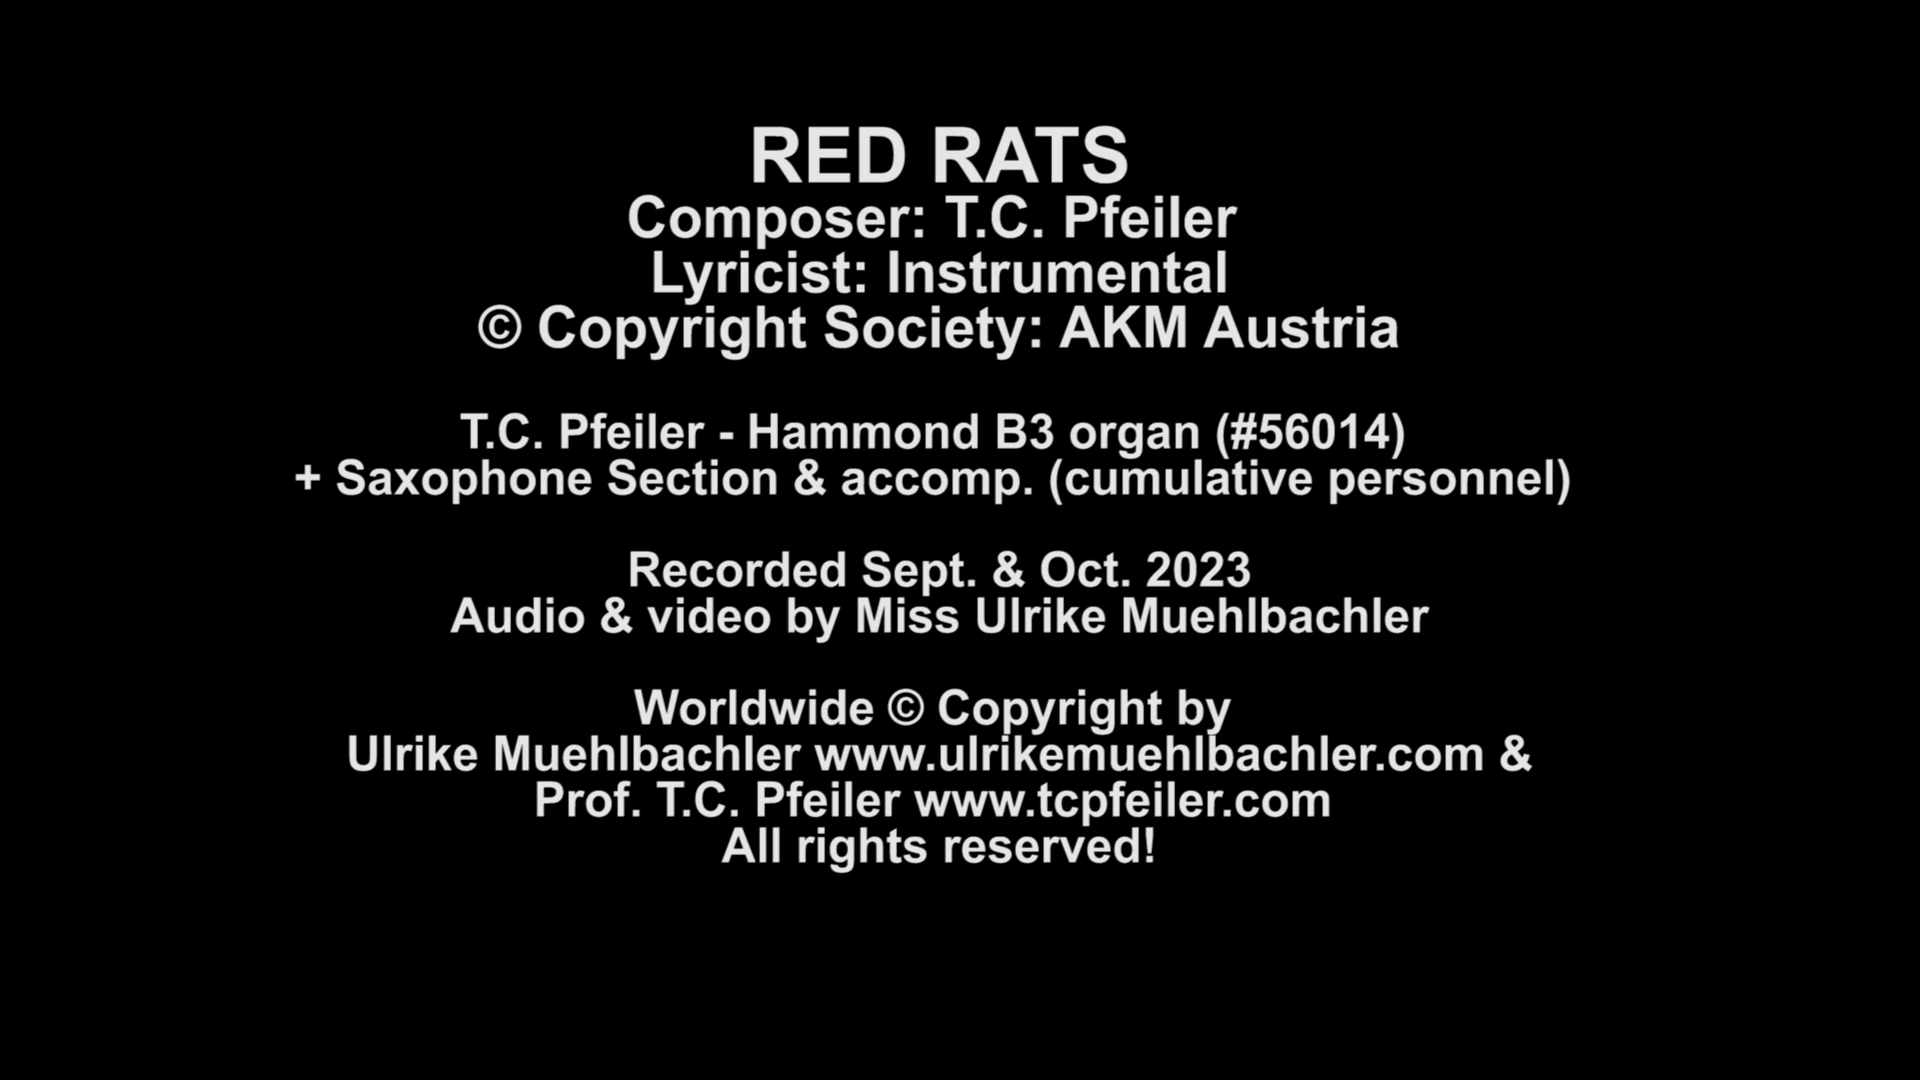 RED RATS
Composer: T.C. Pfeiler
Lyricist: Instrumental
© Copyright Society: AKM Austria
T.C. Pfeiler - Hammond B3 organ (#56014)
+ Saxophone Section & accomp. (cumulative personnel)
Recorded Sept. & Oct. 2023
Audio & video by Miss Ulrike Muehlbachler
Worldwide © Copyright by
Ulrike Muehlbachler www.ulrikemuehlbachler.com &
Prof. T.C. Pfeiler www.tcpfeiler.com
All rights reserved!